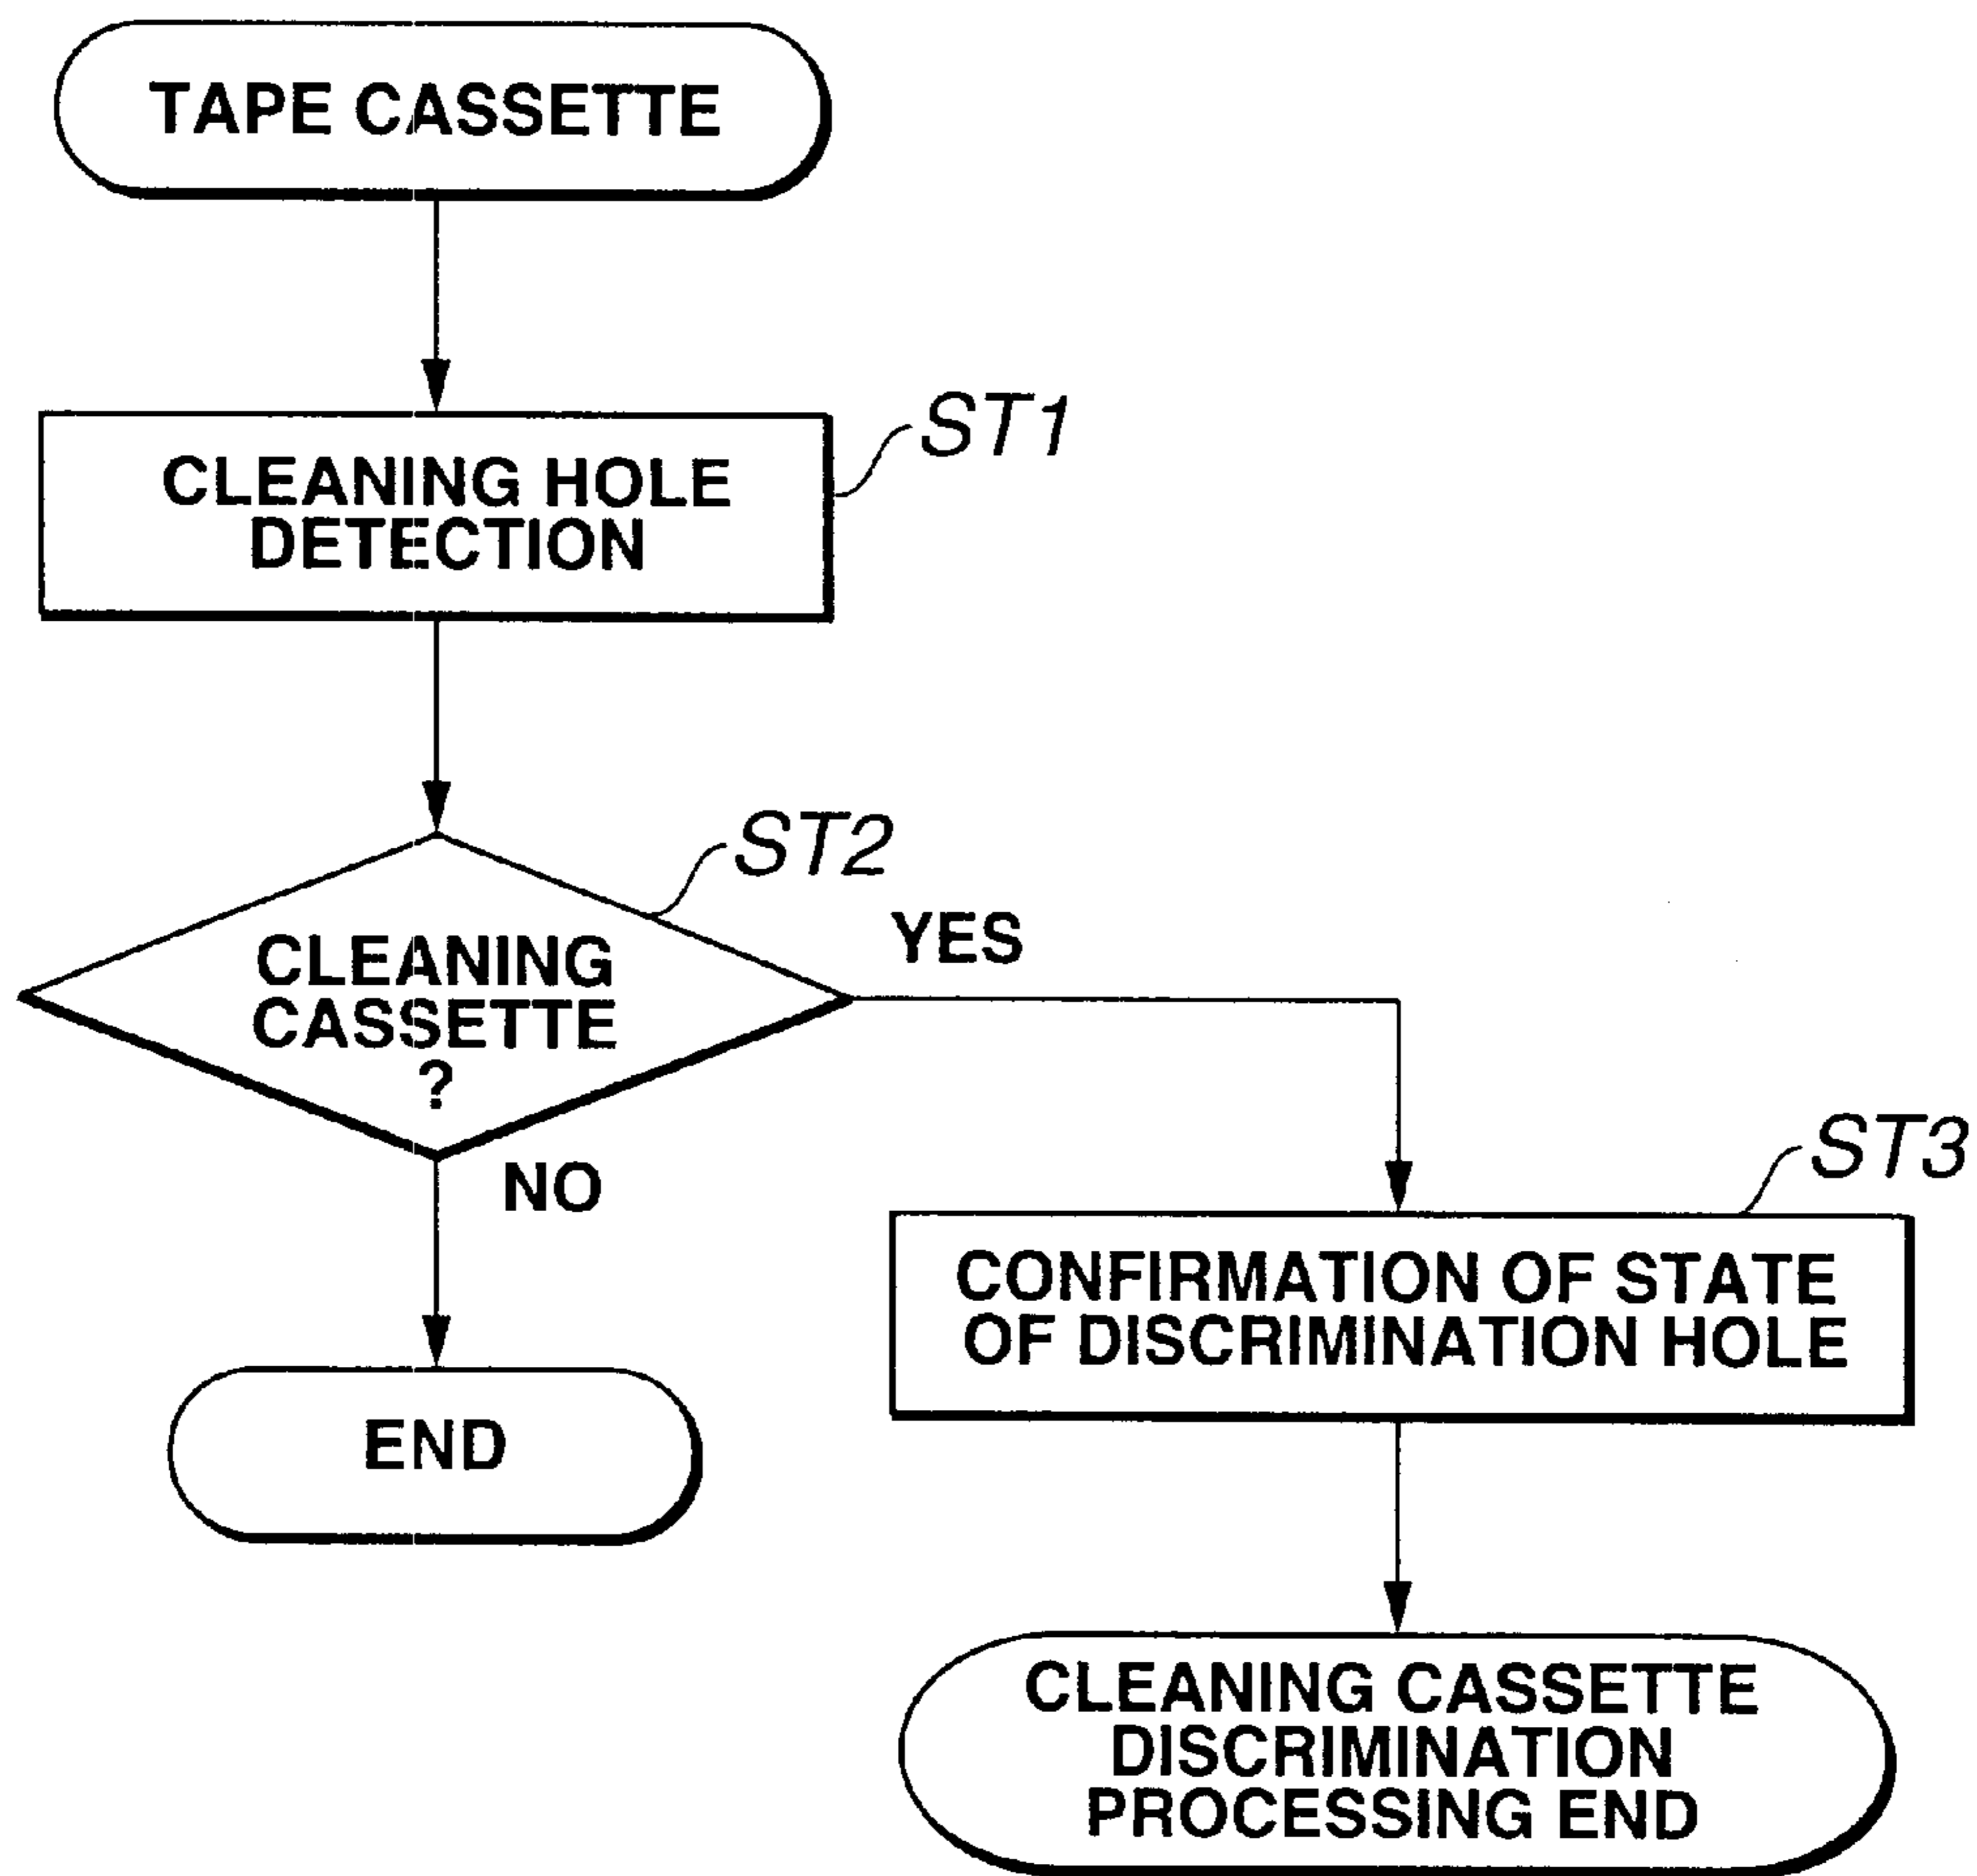 TAPE CASSETTE
CLEANING HOLE
DETECTION
ST1
CLEANING
CASSETTE
?
ST2
YES
NO
END
ST3
CONFIRMATION OF STATE
OF DISCRIMINATION HOLE
CLEANING CASSETTE
DISCRIMINATION
PROCESSING END